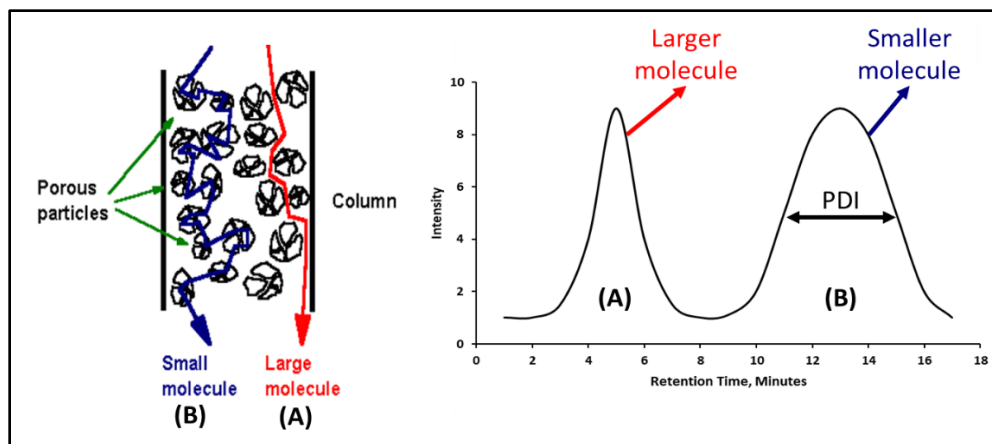 Porous
particles
Column
Small
molecule
(B)
Large
molecule
(A)
Larger
molecule
Smaller
molecule
10
8
6
4
2
0
Intensity
PDI
(A)
(B)
0 2 4 6 8 10 12 14 16 18
Retention Time, Minutes